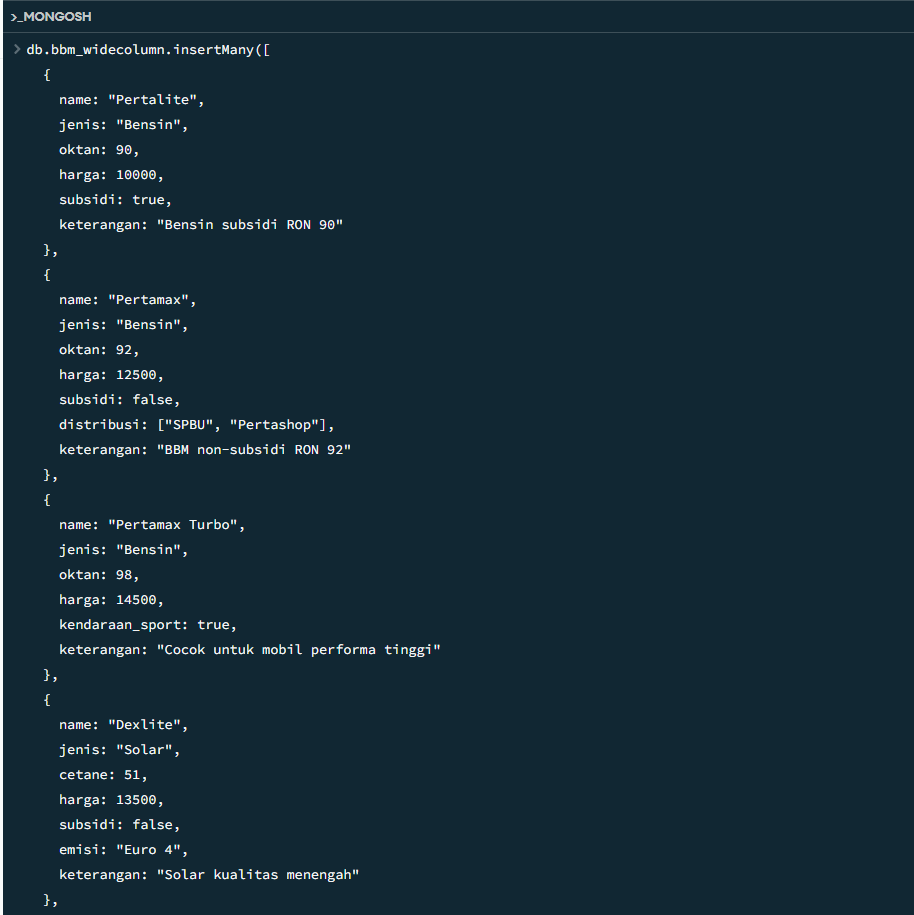 >_MONGOSH
> db.bbm_widecolumn.insertMany([
{
name: "Pertalite",
jenis: "Bensin",
oktan: 90,
harga: 10000,
subsidi: true,
keterangan: "Bensin subsidi RON 90"
},
{
name: "Pertamax",
jenis: "Bensin",
oktan: 92,
harga: 12500,
subsidi: false,
distribusi: ["SPBU", "Pertashop"],
keterangan: "BBM non-subsidi RON 92"
},
{
name: "Pertamax Turbo",
jenis: "Bensin",
oktan: 98,
harga: 14500,
kendaraan_sport: true,
keterangan: "Cocok untuk mobil performa tinggi"
},
{
name: "Dexlite",
jenis: "Solar",
cetane: 51,
harga: 13500,
subsidi: false,
emisi: "Euro 4",
keterangan: "Solar kualitas menengah"
},